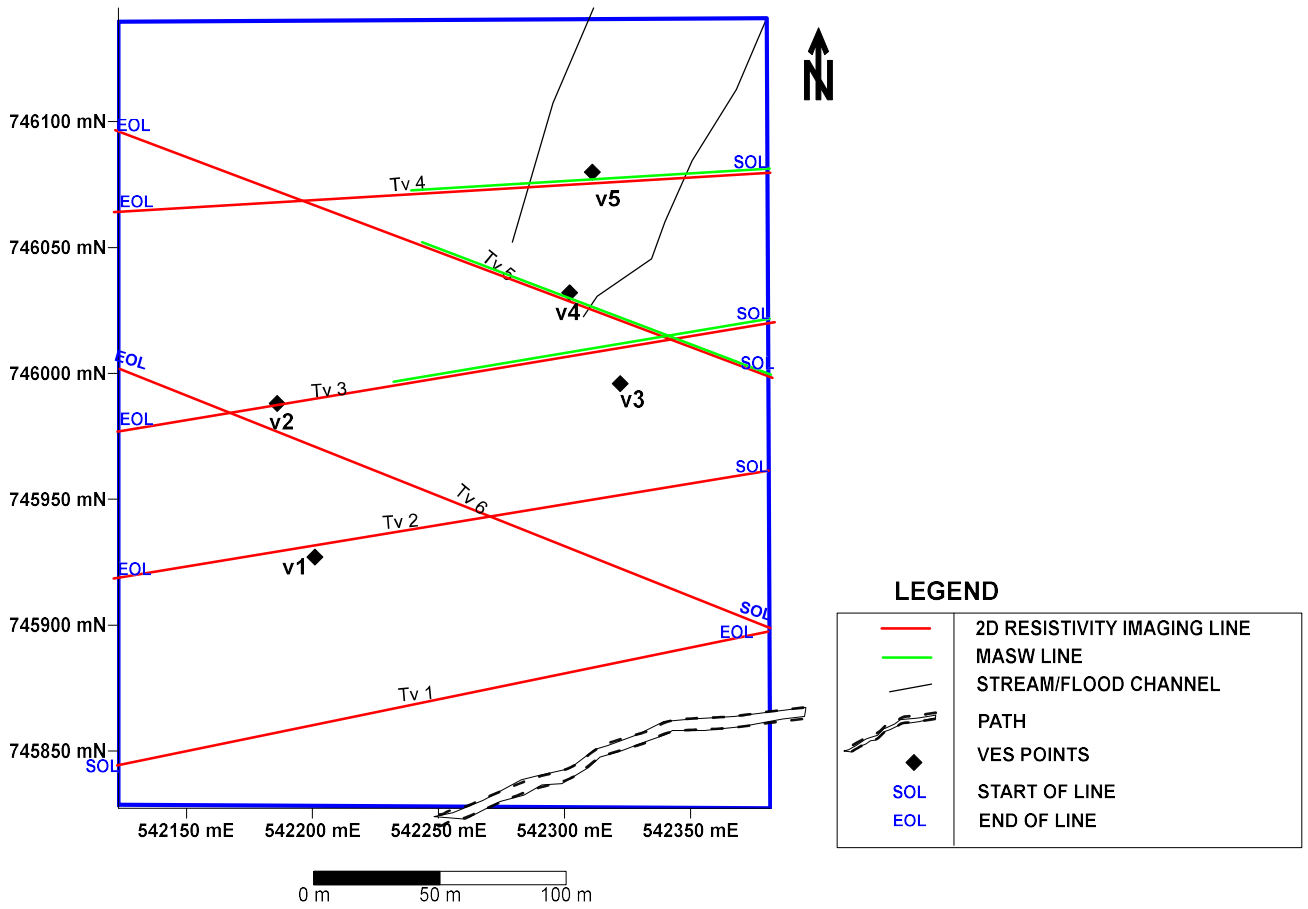 N
746100 mN
EOL
SOL
Tv 4
EOL
v5
746050 mN
Tv 5
v4
SOL
SOL
746000 mN
EOL
Tv 3
v3
v2
EOL
SOL
745950 mN
Tv 6
Tv 2
v1
EOL
745900 mN
SOL
EOL
Tv 1
745850 mN
SOL
542150 mE
542200 mE
542250 mE
542300 mE
542350 mE
0 m
50 m
100 m
LEGEND
2D RESISTIVITY IMAGING LINE
MASW LINE
STREAM/FLOOD CHANNEL
PATH
VES POINTS
SOL START OF LINE
EOL END OF LINE